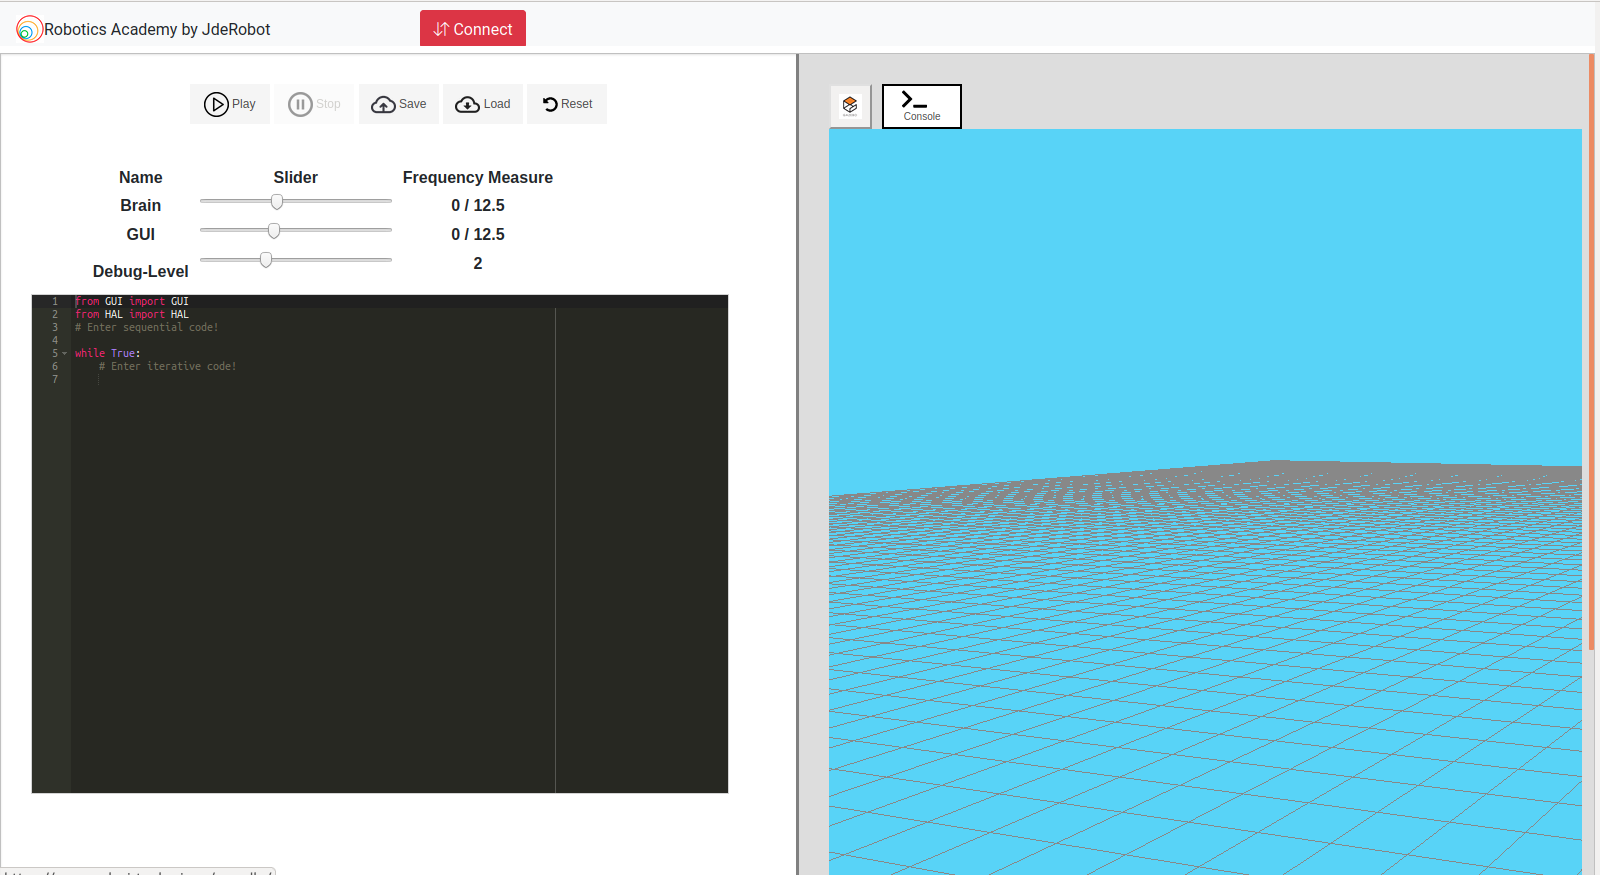 Robotics Academy by JdeRobot
Connect
Play Stop Save Load Reset
Console
Name Slider Frequency Measure
Brain 0 / 12.5
GUI 0 / 12.5
Debug-Level 2
1 from GUI import GUI
2 from HAL import HAL
3 # Enter sequential code!
4
5 while True:
6 # Enter iterative code!
7